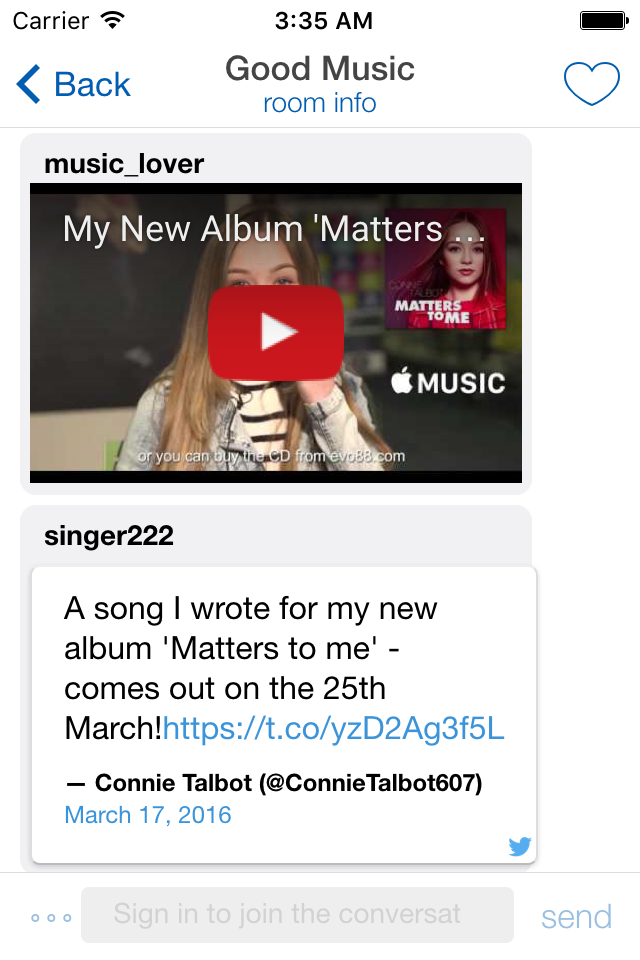 Carrier 3:35 AM
Back
Good Music
room info
music_lover
My New Album 'Matters ...
CONNIE TALBOT
MATTERS
TO ME
MUSIC
or you can buy the CD from evo88.com
singer222
A song I wrote for my new
album 'Matters to me' -
comes out on the 25th
March!https://t.co/yzD2Ag3f5L
— Connie Talbot (@ConnieTalbot607)
March 17, 2016
Sign in to join the conversat
send